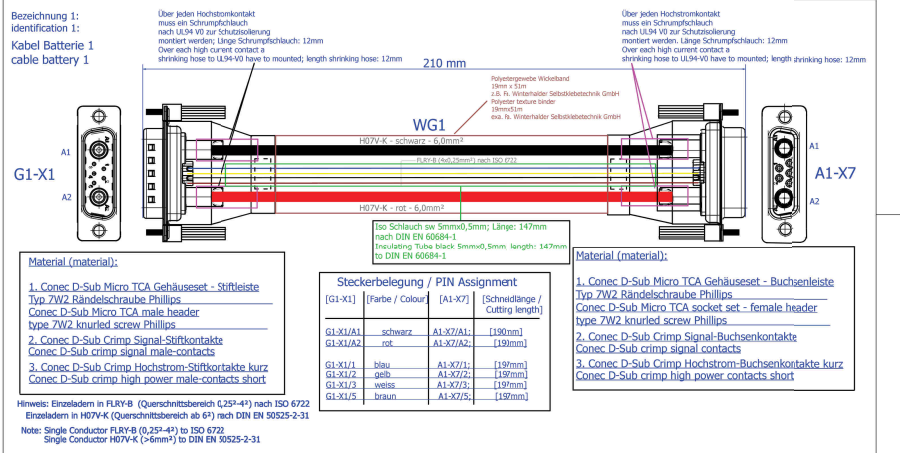 Bezeichnung 1:
identification 1:
Kabel Batterie 1
cable battery 1
Über jeden Hochstromkontakt
muss ein Schrumpfschlauch
nach UL94 V0 zur Schutzisolierung
montiert werden; Länge Schrumpfschlauch: 12mm
Over each high current contact a
shrinking hose to UL94-V0 have to mounted; length shrinking hose: 12mm
Über jeden Hochstromkontakt
muss ein Schrumpfschlauch
nach UL94 V0 zur Schutzisolierung
montiert werden. Länge Schrumpfschlauch: 12mm
Over each high current contact a
shrinking hose to UL94-V0 have to mounted; length shrinking hose: 12mm
210 mm
Polyetergewebe Wickelband
19mm x 51m
z.B. Fa. Winterhalder Selbstklebetechnik GmbH
Polyeter texture binder
19mmx51m
exa. Fa. Winterhalder Selbstklebetechnik GmbH
WG1
H07V-K - schwarz - 6,0mm²
FLRY-B (4x0,25mm²) nach ISO 6722
H07V-K - rot - 6,0mm²
A1
G1-X1
A2
A1
A1-X7
A2
Iso Schlauch sw 5mmx0,5mm; Länge: 147mm
nach DIN EN 60684-1
Insulating Tube black 5mmx0,5mm length: 147mm
to DIN EN 60684-1
Material (material):
1. Conec D-Sub Micro TCA Gehäuseset - Stiftleiste
Typ 7W2 Rändelschraube Phillips
Conec D-Sub Micro TCA male header
type 7W2 knurled screw Phillips
2. Conec D-Sub Crimp Signal-Stiftkontakte
Conec D-Sub crimp signal male-contacts
3. Conec D-Sub Crimp Hochstrom-Stiftkortakte kurz
Conec D-Sub crimp high power male-contacts short
Steckerbelegung / PIN Assignment
[G1-X1] [Farbe / Colour] [A1-X7] [Schneidlänge / Cutting length]
G1-X1/A1 schwarz A1-X7/A1; [190mm]
G1-X1/A2 rot A1-X7/A2; [190mm]
G1-X1/1 blau A1-X7/1; [197mm]
G1-X1/2 gelb A1-X7/2; [197mm]
G1-X1/3 weiss A1-X7/3; [197mm]
G1-X1/5 braun A1-X7/5; [197mm]
Material (material):
1. Conec D-Sub Micro TCA Gehäuseset - Buchsenleiste
Typ 7W2 Rändelschraube Phillips
Conec D-Sub Micro TCA socket set - female header
type 7W2 knurled screw Phillips
2. Conec D-Sub Crimp Signal-Buchsenkontakte
Conec D-Sub crimp signal contacts
3. Conec D-Sub Crimp Hochstrom-Buchsenkontakte kurz
Conec D-Sub crimp high power contacts short
Hinweis: Einzeladern in FLRY-B (Querschnittsbereich 0,25²-4²) nach ISO 6722
Einzeladern in H07V-K (Querschnittsbereich ab 6²) nach DIN EN 50525-2-31
Note: Single Conductor FLRY-B (0,25²-4²) to ISO 6722
Single Conductor H07V-K (>6mm²) to DIN EN 50525-2-31